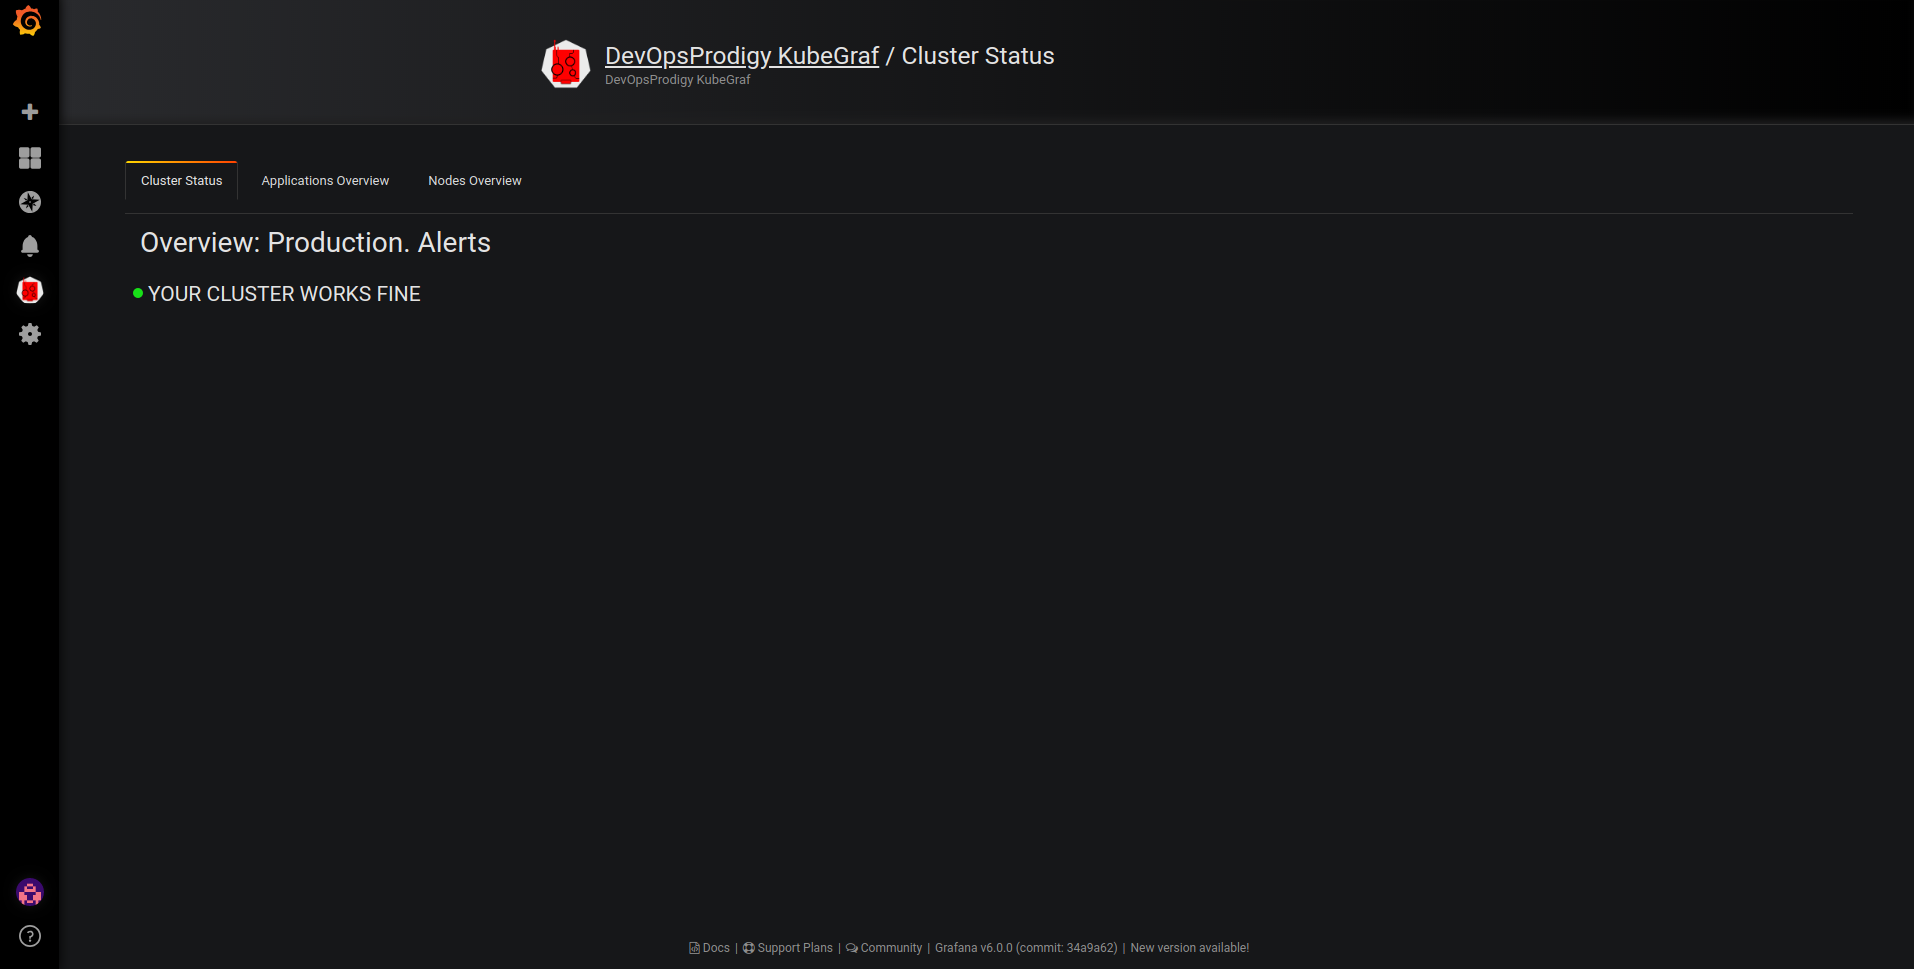 DevOpsProdigy KubeGraf / Cluster Status
DevOpsProdigy KubeGraf
Cluster Status Applications Overview Nodes Overview
Overview: Production. Alerts
YOUR CLUSTER WORKS FINE
Docs | Support Plans | Community | Grafana v6.0.0 (commit: 34a9a62) | New version available!